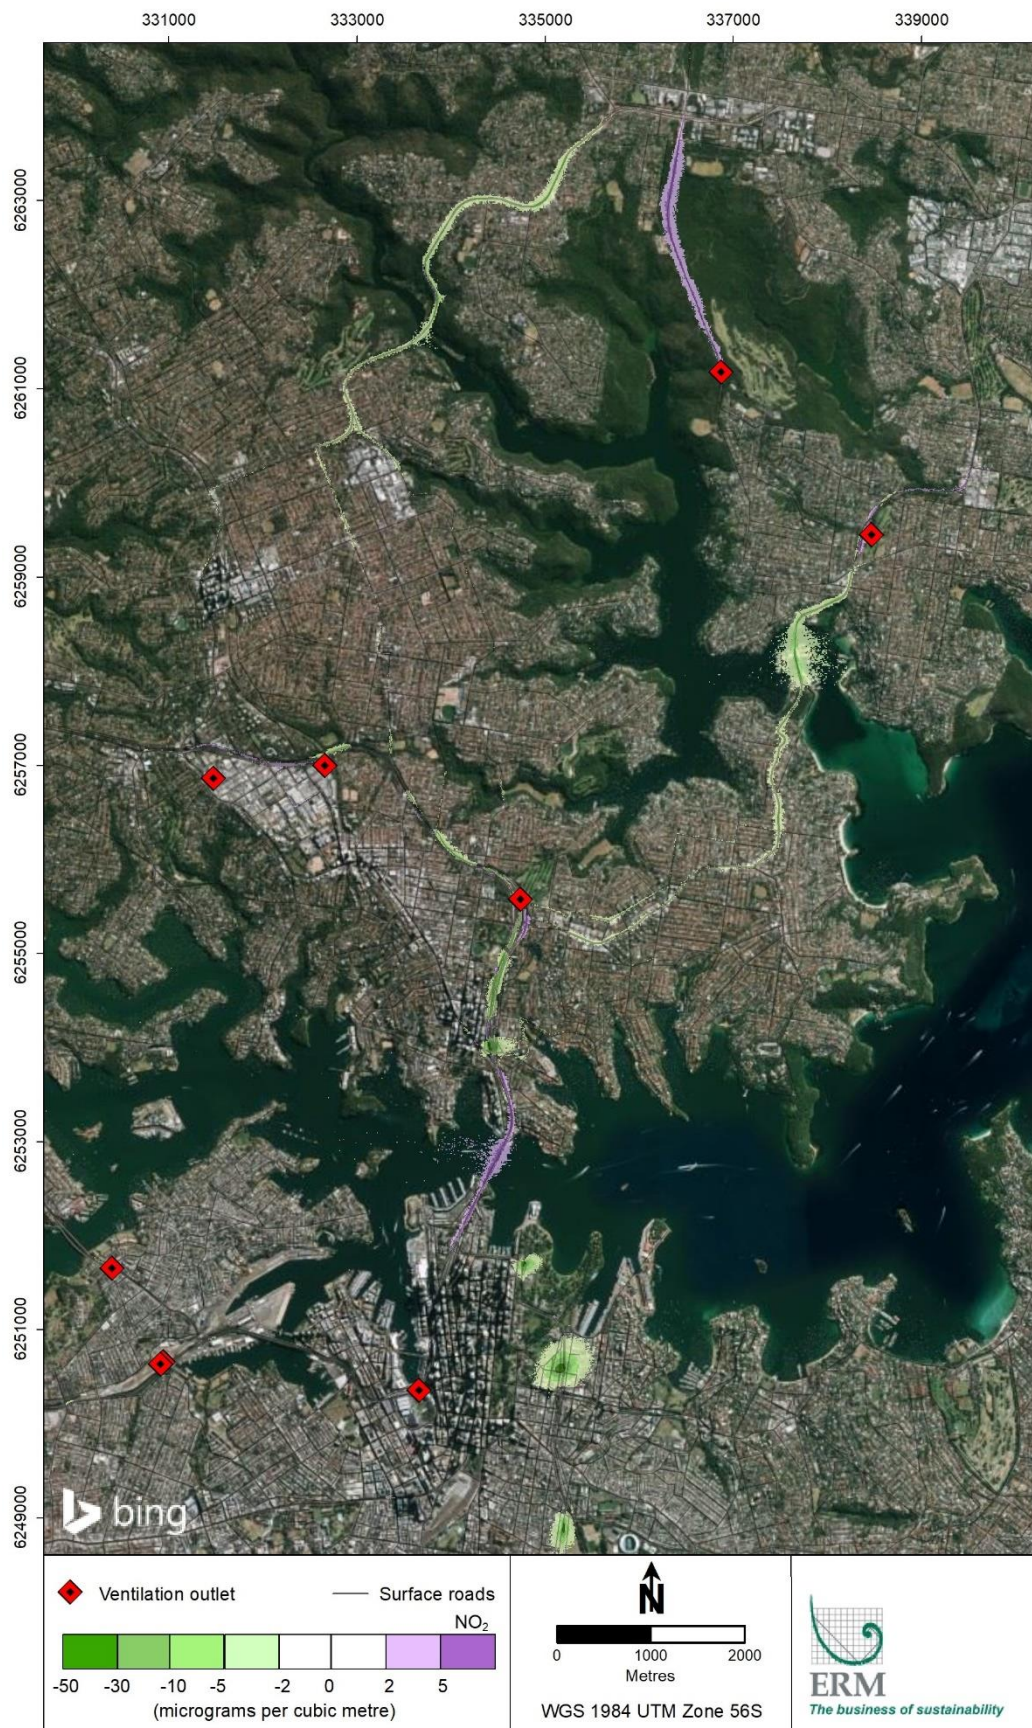 331000 333000 335000 337000 339000
6263000
6261000
6259000
6257000
6255000
6253000
6251000
6249000
bing
Ventilation outlet
Surface roads
NO₂
-50 -30 -10 -5 -2 0 2 5
(micrograms per cubic metre)
N
0 1000 2000
Metres
WGS 1984 UTM Zone 56S
ERM
The business of sustainability